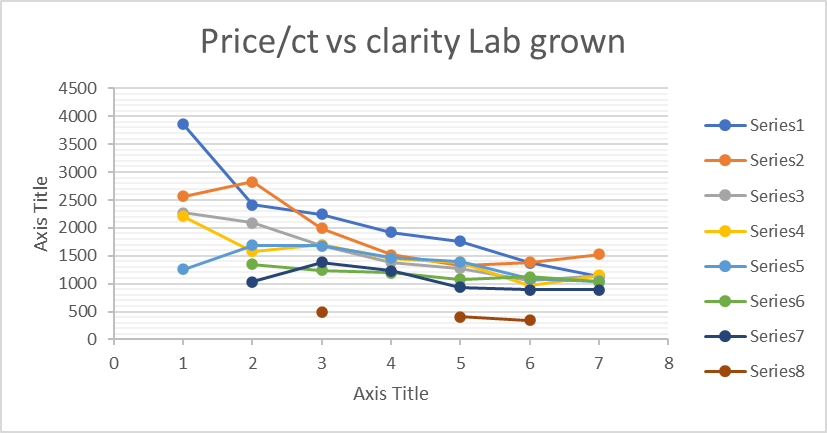 Price/ct vs clarity Lab grown
4500
4000
3500
3000
2500
2000
1500
1000
500
0
Axis Title
0 1 2 3 4 5 6 7 8
Axis Title
Series1
Series2
Series3
Series4
Series5
Series6
Series7
Series8